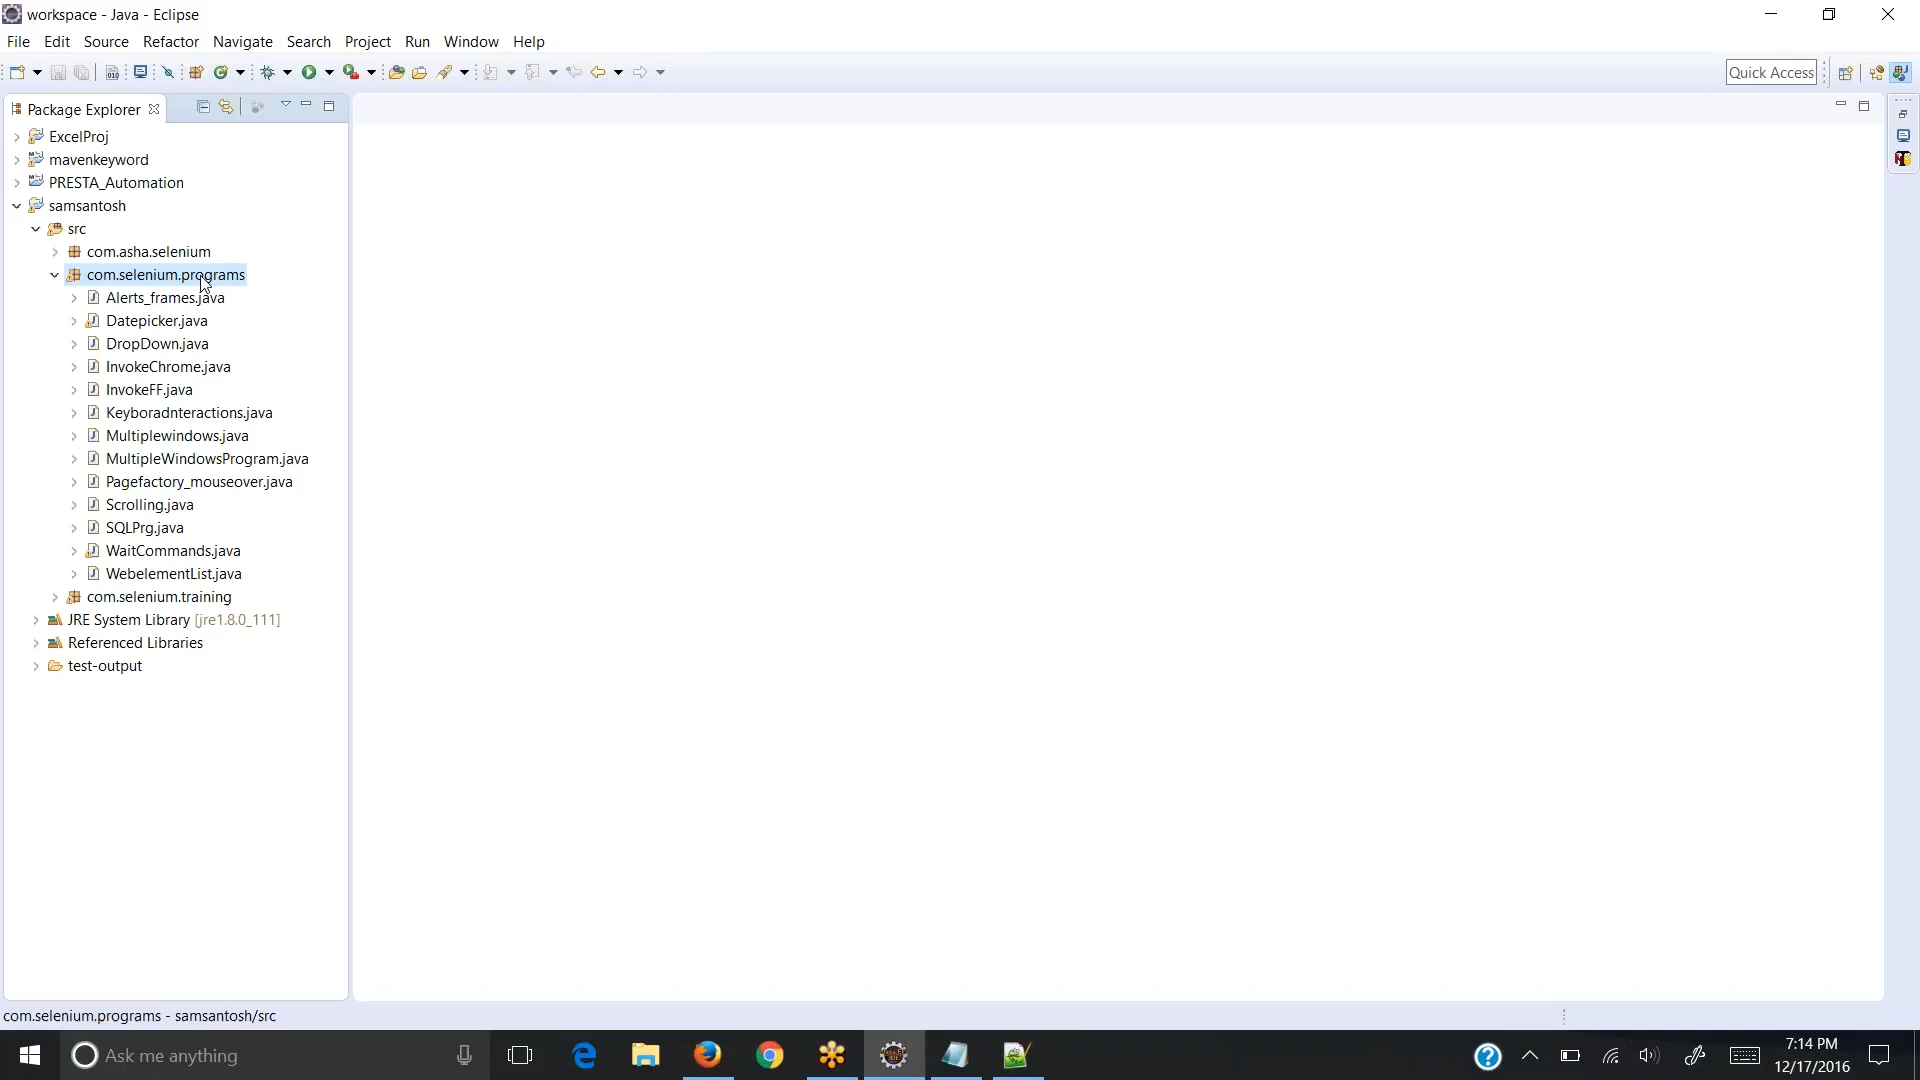 workspace - Java - Eclipse
File Edit Source Refactor Navigate Search Project Run Window Help
Quick Access
Package Explorer
ExcelProj
mavenkeyword
PRESTA_Automation
samsantosh
src
com.asha.selenium
com.selenium.programs
Alerts_frames.java
Datepicker.java
DropDown.java
InvokeChrome.java
InvokeFF.java
Keyboradnteractions.java
Multiplewindows.java
MultipleWindowsProgram.java
Pagefactory_mouseover.java
Scrolling.java
SQLPrg.java
WaitCommands.java
WebelementList.java
com.selenium.training
JRE System Library [jre1.8.0_111]
Referenced Libraries
test-output
com.selenium.programs - samsantosh/src
Ask me anything
7:14 PM
12/17/2016